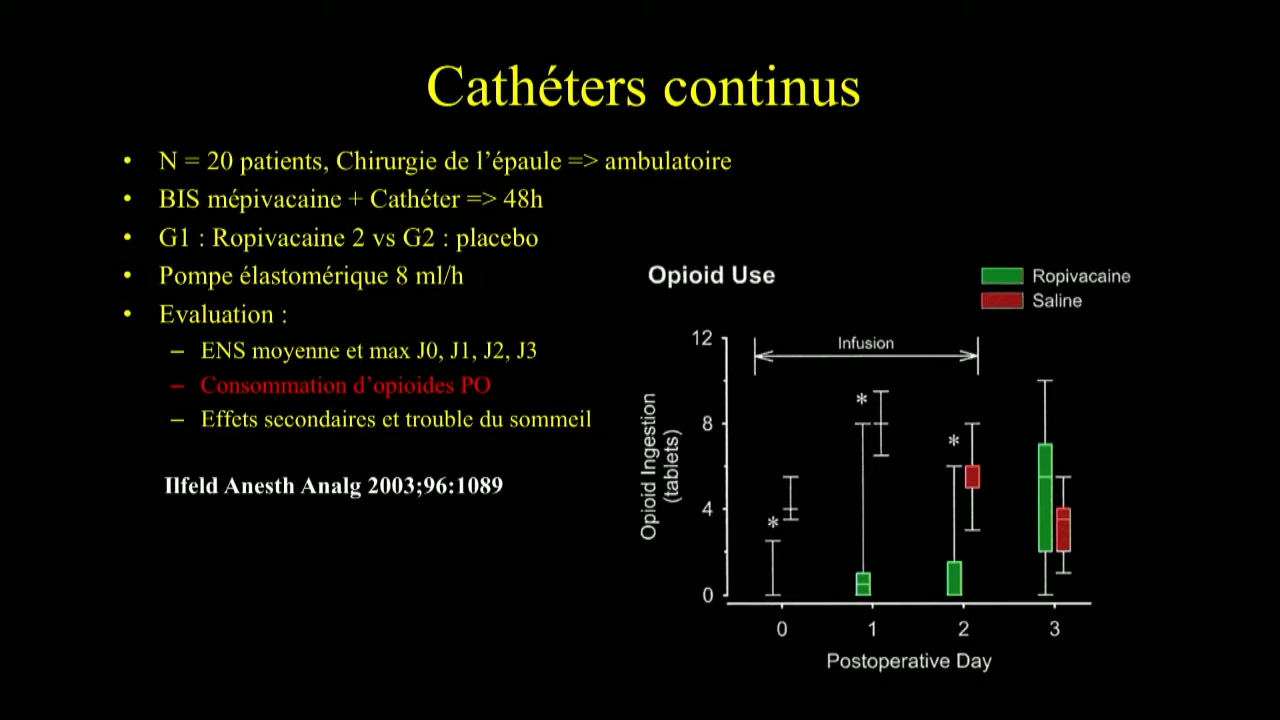 Cathéters continus
• N = 20 patients, Chirurgie de l’épaule => ambulatoire
• BIS mépivacaine + Cathéter => 48h
• G1 : Ropivacaine 2 vs G2 : placebo
• Pompe élastomérique 8 ml/h
• Evaluation :
– ENS moyenne et max J0, J1, J2, J3
– Consommation d’opioides PO
– Effets secondaires et trouble du sommeil
Ilfeld Anesth Analg 2003;96:1089
Opioid Use
Ropivacaine
Saline
Infusion
Opioid Ingestion
(tablets)
12
8
4
0
*
*
*
0 1 2 3
Postoperative Day